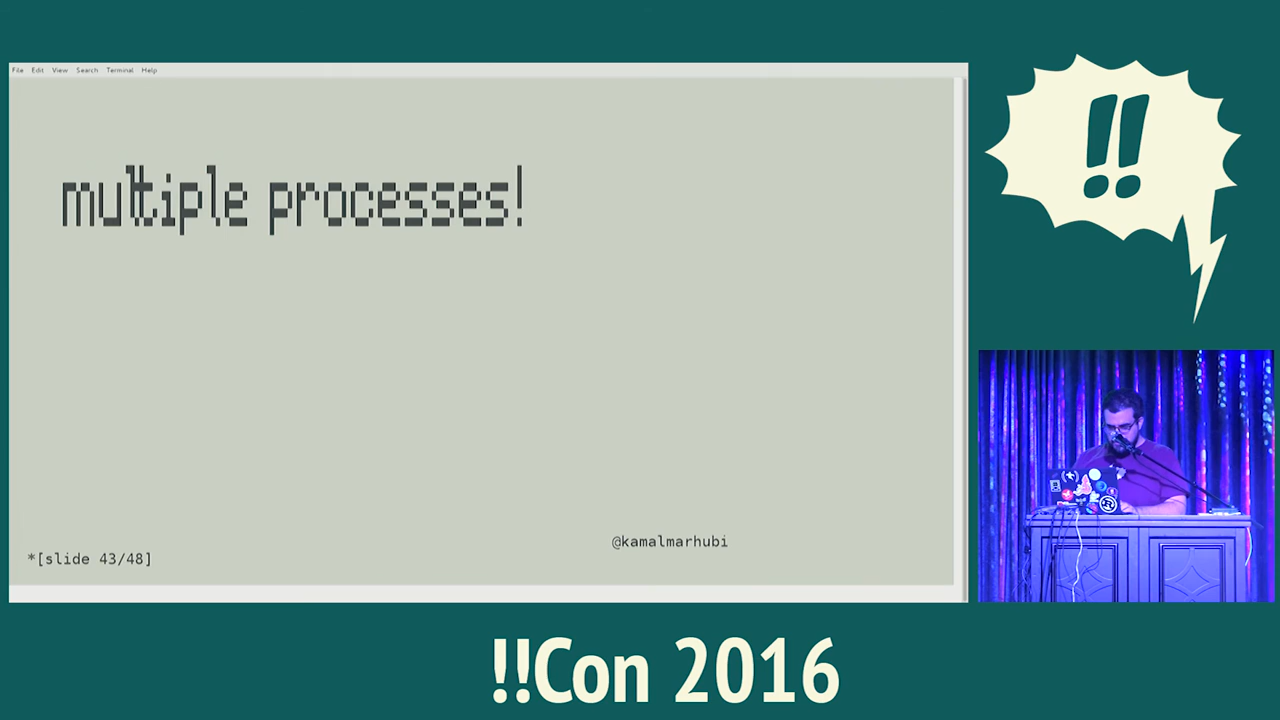 File Edit View Search Terminal Help
multiple processes!
@kamalmarhubi
*[slide 43/48]
!!
!!Con 2016